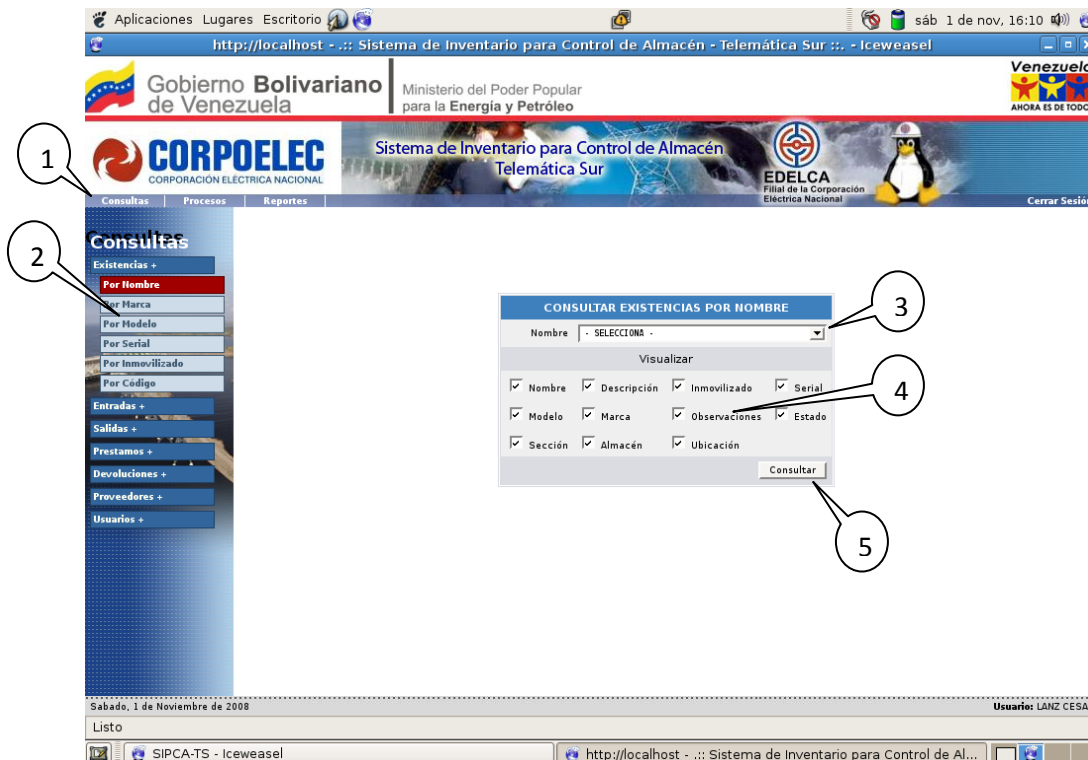 Aplicaciones Lugares Escritorio
sáb 1 de nov, 16:10
http://localhost - .:: Sistema de Inventario para Control de Almacén - Telemática Sur ::. - Iceweasel
Gobierno Bolivariano
de Venezuela
Ministerio del Poder Popular
para la Energía y Petróleo
Venezuela
AHORA ES DE TODO
CORPOELEC
CORPORACIÓN ELÉCTRICA NACIONAL
Sistema de Inventario para Control de Almacén
Telemática Sur
EDELCA
Filial de la Corporación
Eléctrica Nacional
1
Consultas Procesos Reportes
Cerrar Sesión
Consultas
2
Existencias +
Por Nombre
Por Marca
Por Modelo
Por Serial
Por Inmovilizado
Por Código
Entradas +
Salidas +
Prestamos +
Devoluciones +
Proveedores +
Usuarios +
CONSULTAR EXISTENCIAS POR NOMBRE
3
Nombre - SELECCIONA -
Visualizar
Nombre Descripción Inmovilizado Serial
4
Modelo Marca Observaciones Estado
Sección Almacén Ubicación
Consultar
5
Sabado, 1 de Noviembre de 2008
Usuario: LANZ CESA
Listo
SIPCA-TS - Iceweasel
http://localhost - .:: Sistema de Inventario para Control de Al...